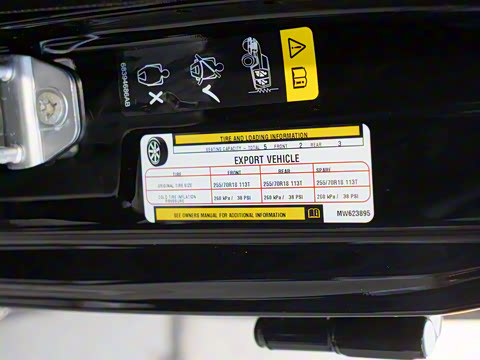 68394686AB
TIRE AND LOADING INFORMATION
SEATING CAPACITY - TOTAL 5 FRONT 2 REAR 3
EXPORT VEHICLE
TIRE FRONT REAR SPARE
ORIGINAL TIRE SIZE 255/70R18 113T 255/70R18 113T 255/70R18 113T
COLD TIRE INFLATION PRESSURE 260 kPa / 38 PSI 260 kPa / 38 PSI 260 kPa / 38 PSI
SEE OWNERS MANUAL FOR ADDITIONAL INFORMATION
MW623895